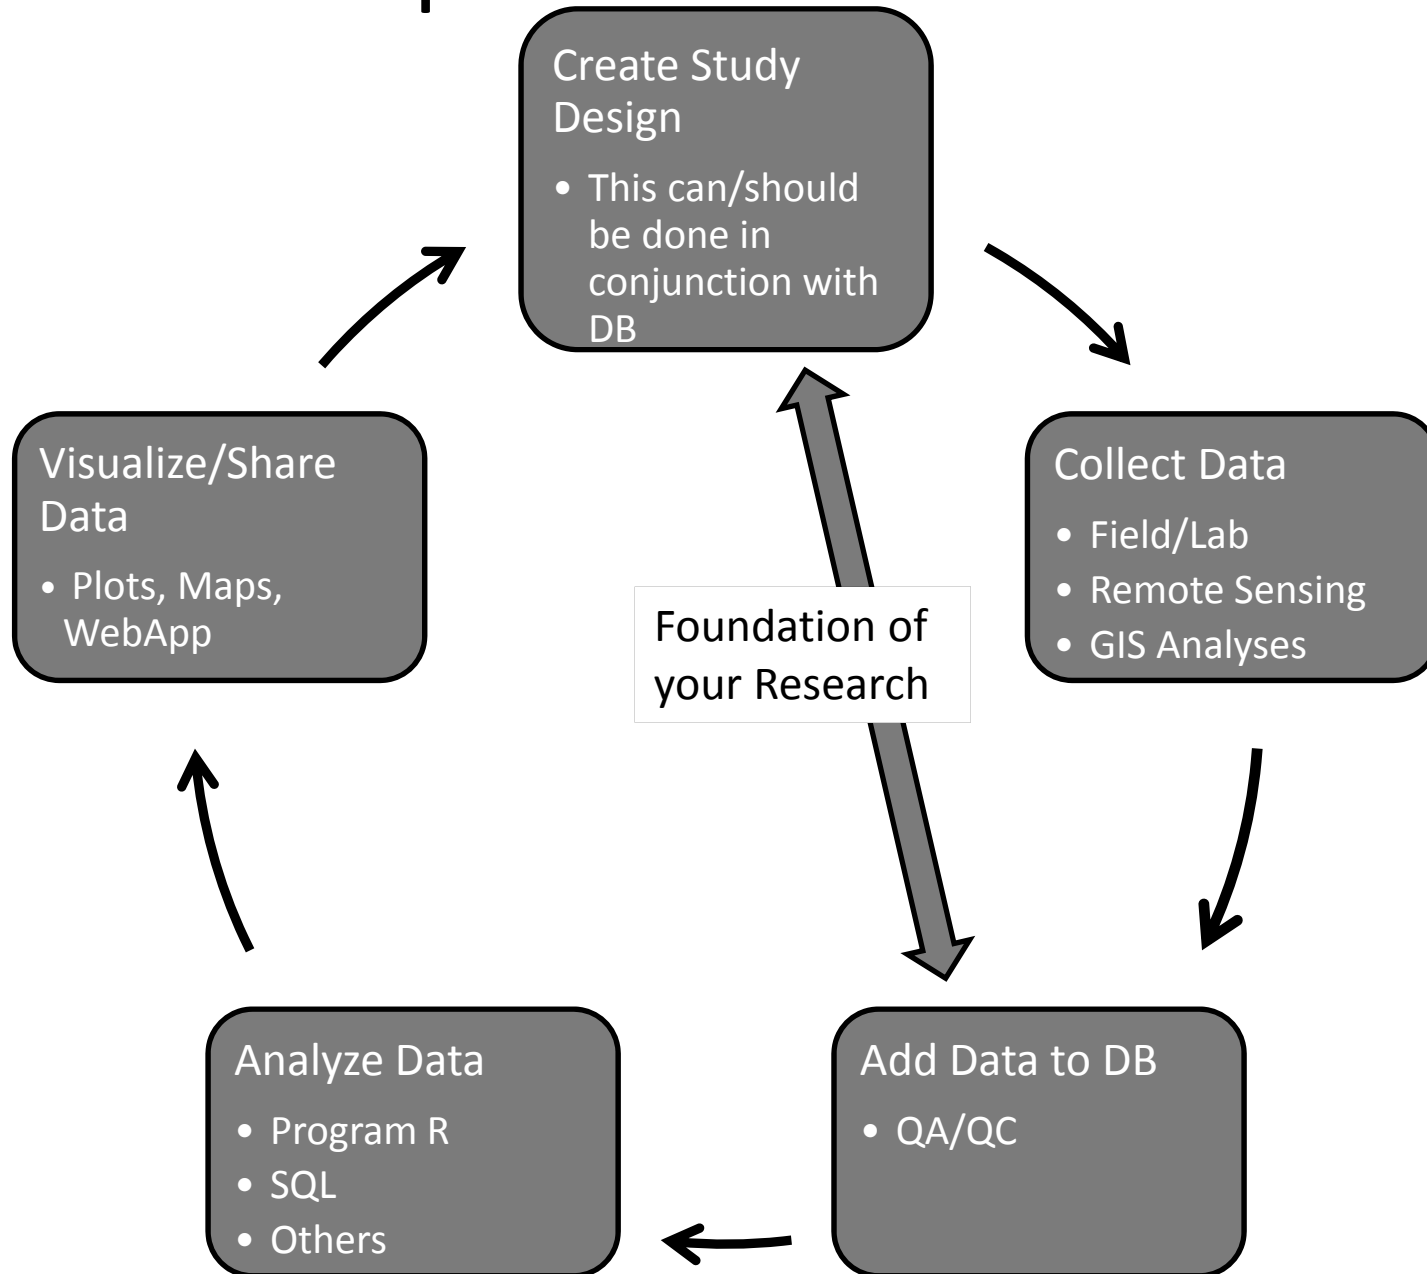 Create Study
Design
• This can/should
be done in
conjunction with
DB
Visualize/Share
Data
• Plots, Maps,
WebApp
Collect Data
• Field/Lab
• Remote Sensing
• GIS Analyses
Foundation of
your Research
Analyze Data
• Program R
• SQL
• Others
Add Data to DB
• QA/QC